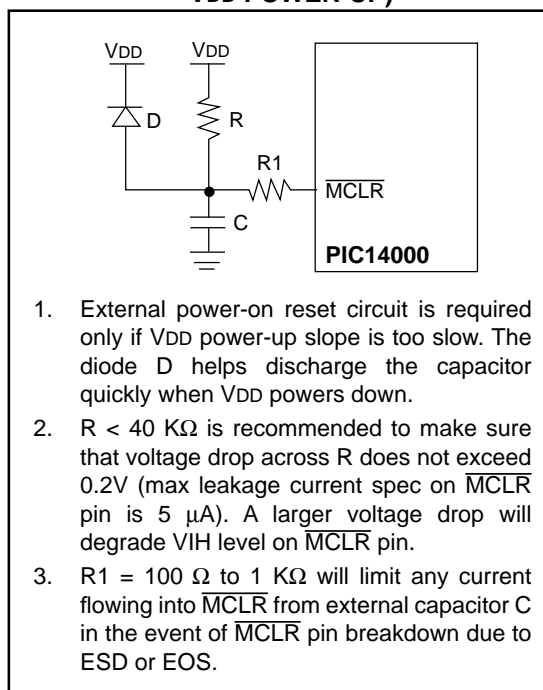 VDD POWER-UP)
VDD VDD
D
R
R1
MCLR
C
PIC14000
1. External power-on reset circuit is required
only if VDD power-up slope is too slow. The
diode D helps discharge the capacitor
quickly when VDD powers down.
2. R < 40 KΩ is recommended to make sure
that voltage drop across R does not exceed
0.2V (max leakage current spec on MCLR
pin is 5 μA). A larger voltage drop will
degrade VIH level on MCLR pin.
3. R1 = 100 Ω to 1 KΩ will limit any current
flowing into MCLR from external capacitor C
in the event of MCLR pin breakdown due to
ESD or EOS.